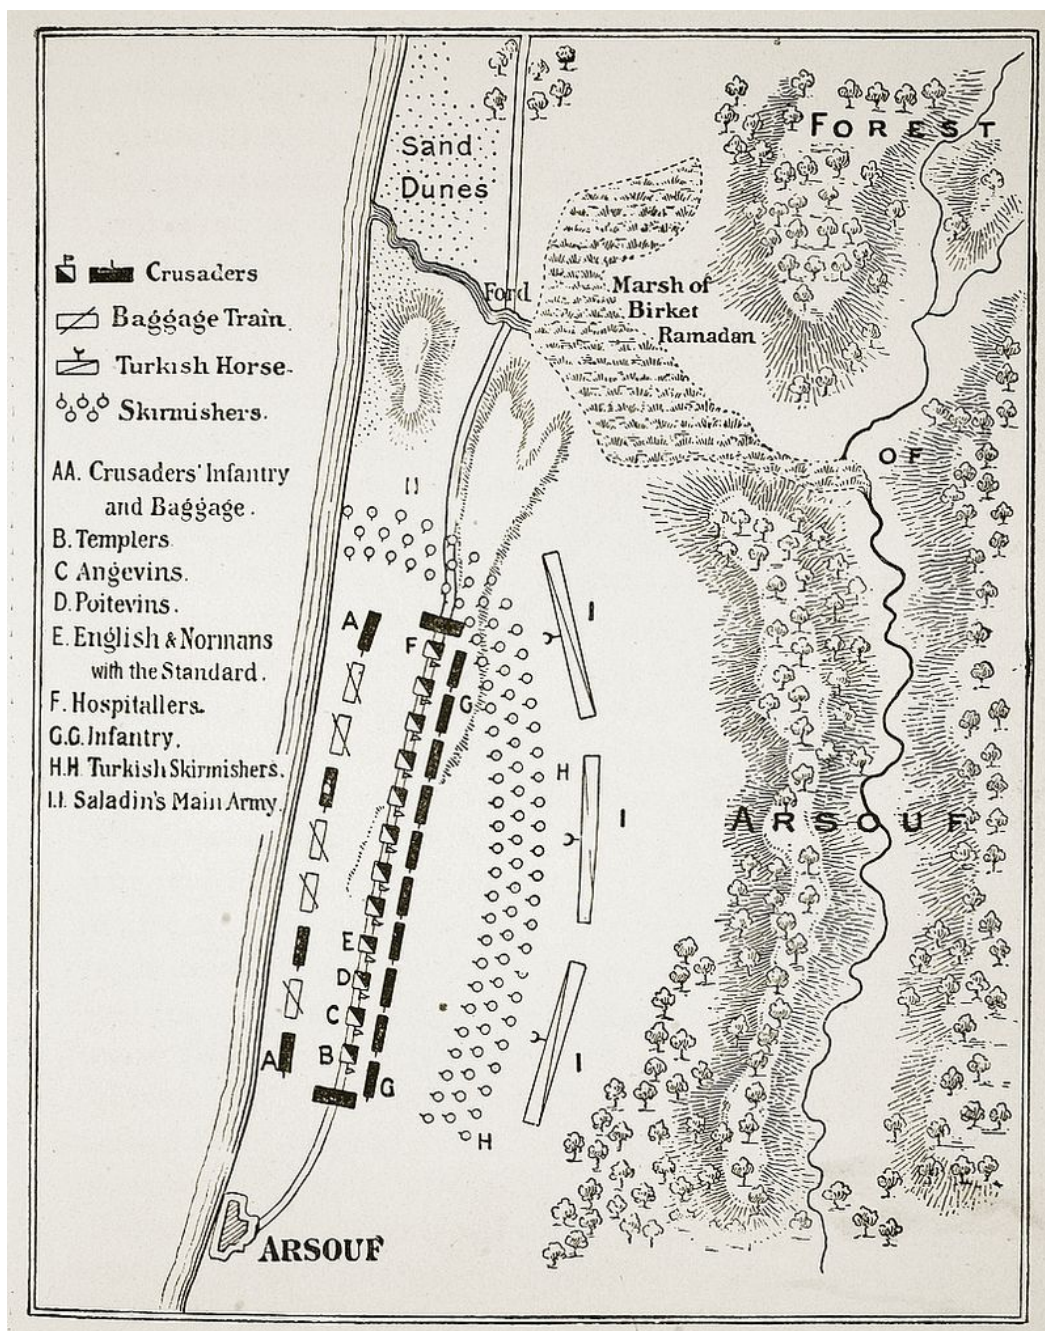 Sand
Dunes
FOREST
Ford
Marsh of
Birket
Ramadan
OF
ARSOUF
Crusaders
Baggage Train.
Turkish Horse.
Skirmishers.
AA. Crusaders' Infantry
and Baggage.
B. Templers
C Angevins.
D. Poitevins.
E. English & Normans
with the Standard.
F. Hospitallers.
G.G. Infantry.
H.H Turkish Skirmishers.
I.I. Saladin's Main Army.
II
A
F
G
I
H
I
E
D
C
B
A
G
I
H
ARSOUF